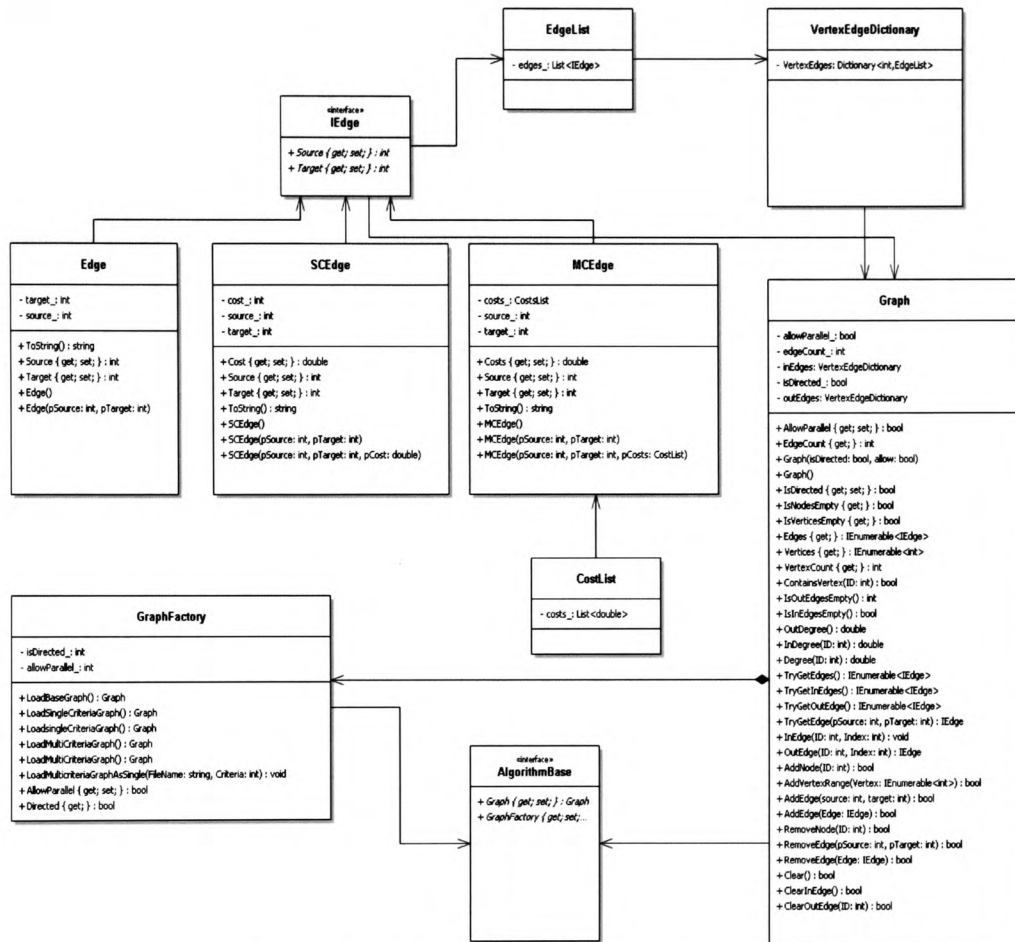 EdgeList
- edges_: List<IEdge>
VertexEdgeDictionary
- VertexEdges: Dictionary<int,EdgeList>
«interface»
IEdge
+ Source { get; set; } : int
+ Target { get; set; } : int
Edge
- target_: int
- source_: int
+ ToString() : string
+ Source { get; set; } : int
+ Target { get; set; } : int
+ Edge()
+ Edge(pSource: int, pTarget: int)
SCEdge
- cost_: int
- source_: int
- target_: int
+ Cost { get; set; } : double
+ Source { get; set; } : int
+ Target { get; set; } : int
+ ToString() : string
+ SCEdge()
+ SCEdge(pSource: int, pTarget: int)
+ SCEdge(pSource: int, pTarget: int, pCost: double)
MCEdge
- costs_: CostsList
- source_: int
- target_: int
+ Costs { get; set; } : double
+ Source { get; set; } : int
+ Target { get; set; } : int
+ ToString() : string
+ MCEdge()
+ MCEdge(pSource: int, pTarget: int)
+ MCEdge(pSource: int, pTarget: int, pCosts: CostList)
Graph
- allowParallel_: bool
- edgeCount_: int
- inEdges: VertexEdgeDictionary
- isDirected_: bool
- outEdges: VertexEdgeDictionary
+ AllowParallel { get; set; } : bool
+ EdgeCount { get; } : int
+ Graph(isDirected: bool, allow: bool)
+ Graph()
+ IsDirected { get; set; } : bool
+ IsNodesEmpty { get; } : bool
+ IsVerticesEmpty { get; } : bool
+ Edges { get; } : IEnumerable<IEdge>
+ Vertices { get; } : IEnumerable<int>
+ VertexCount { get; } : int
+ ContainsVertex(ID: int) : bool
+ IsOutEdgesEmpty() : int
+ IsInEdgesEmpty() : bool
+ OutDegree() : double
+ InDegree(ID: int) : double
+ Degree(ID: int) : double
+ TryGetEdges() : IEnumerable<IEdge>
+ TryGetInEdges() : IEnumerable<IEdge>
+ TryGetOutEdge() : IEnumerable<IEdge>
+ TryGetEdge(pSource: int, pTarget: int) : IEdge
+ InEdge(ID: int, Index: int) : void
+ OutEdge(ID: int, Index: int) : IEdge
+ AddNode(ID: int) : bool
+ AddVertexRange(Vertex: IEnumerable<int>) : bool
+ AddEdge(source: int, target: int) : bool
+ AddEdge(Edge: IEdge) : bool
+ RemoveNode(ID: int) : bool
+ RemoveEdge(pSource: int, pTarget: int) : bool
+ RemoveEdge(Edge: IEdge) : bool
+ Clear() : bool
+ ClearInEdge() : bool
+ ClearOutEdge(ID: int) : bool
CostList
- costs_: List<double>
GraphFactory
- isDirected_: int
- allowParallel_: int
+ LoadBaseGraph() : Graph
+ LoadSingleCriteriaGraph() : Graph
+ LoadsingleCriteriaGraph() : Graph
+ LoadMultiCriteriaGraph() : Graph
+ LoadMultiCriteriaGraph() : Graph
+ LoadMulticriteriaGraphAsSingle(FileName: string, Criteria: int) : void
+ AllowParallel { get; set; } : bool
+ Directed { get; } : bool
«interface»
AlgorithmBase
+ Graph { get; set; } : Graph
+ GraphFactory { get; set;...